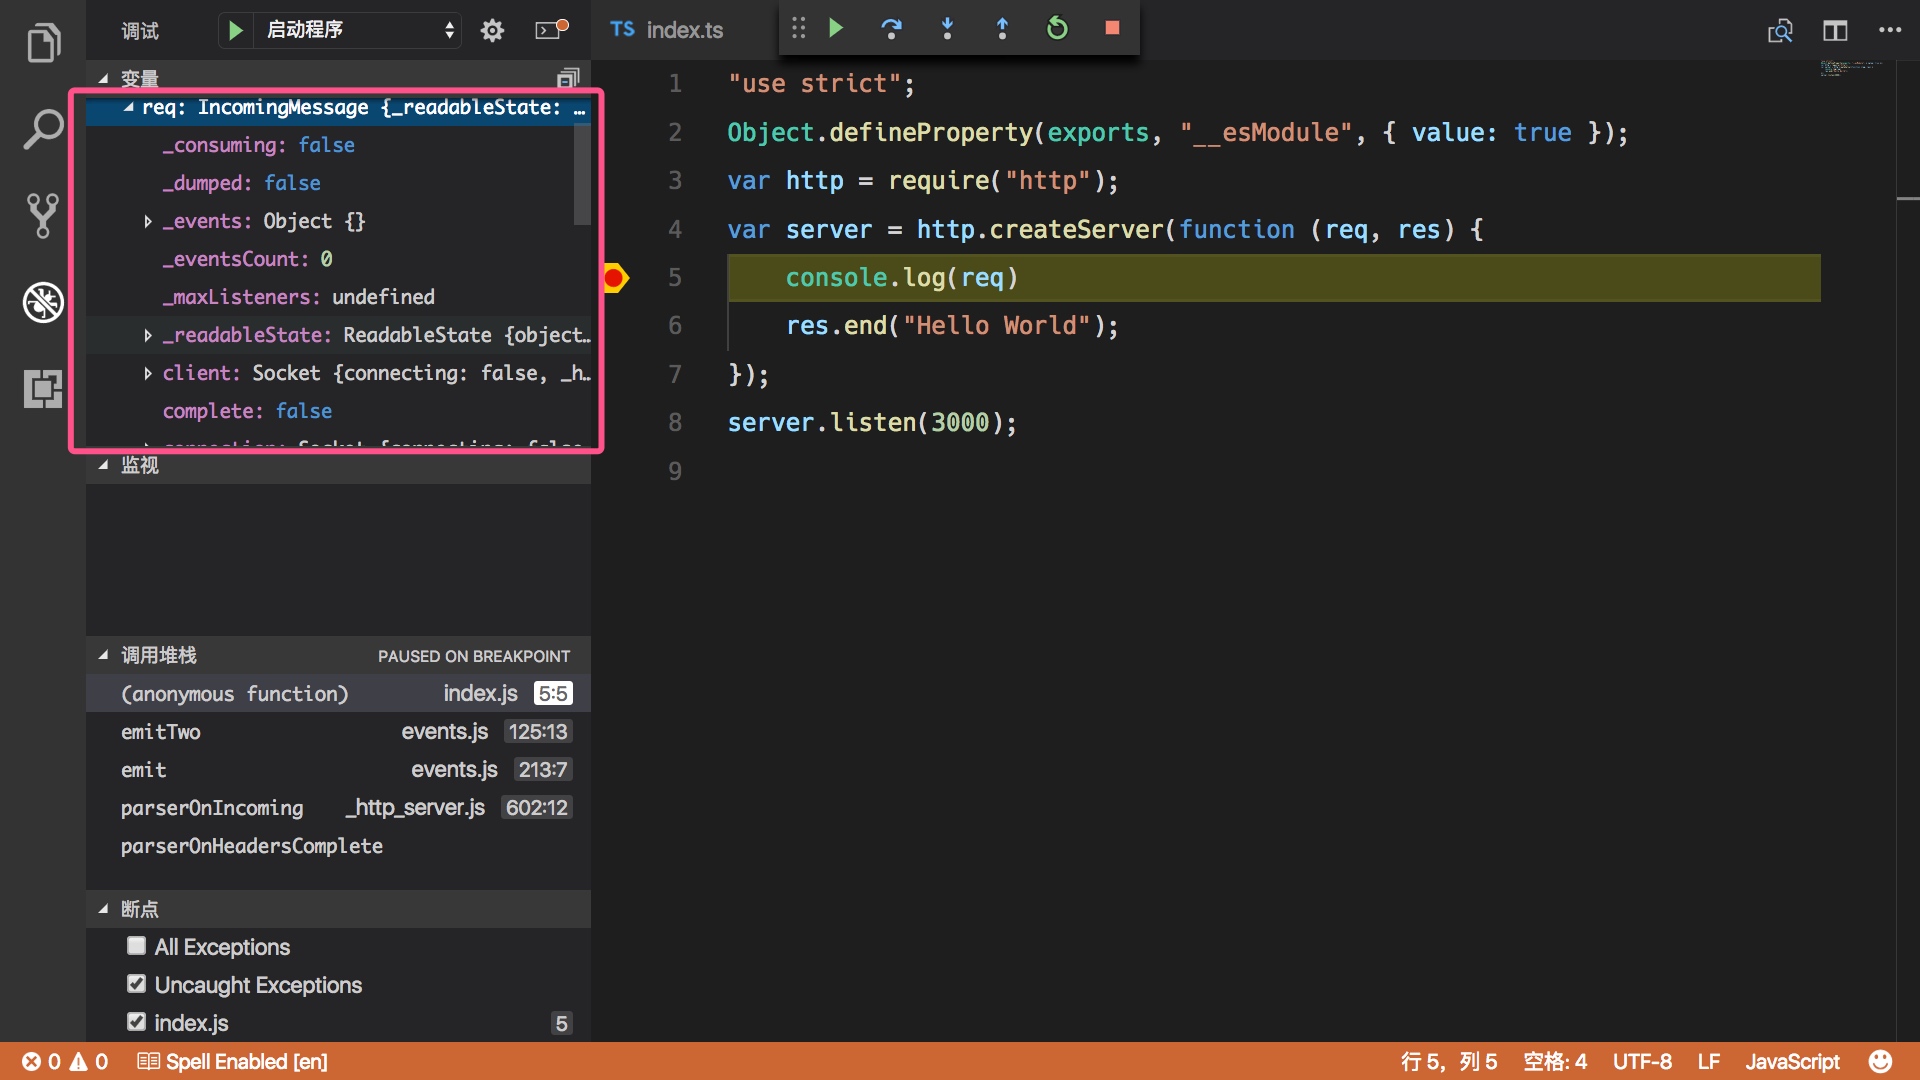 调试
启动程序
TS index.ts
变量
req: IncomingMessage {_readableState: …
_consuming: false
_dumped: false
_events: Object {}
_eventsCount: 0
_maxListeners: undefined
_readableState: ReadableState {object…
client: Socket {connecting: false, _h…
complete: false
connection: Socket {connecting: false
监视
调用堆栈 PAUSED ON BREAKPOINT
(anonymous function) index.js 5:5
emitTwo events.js 125:13
emit events.js 213:7
parserOnIncoming _http_server.js 602:12
parserOnHeadersComplete
断点
All Exceptions
Uncaught Exceptions
index.js 5
1 "use strict";
2 Object.defineProperty(exports, "__esModule", { value: true });
3 var http = require("http");
4 var server = http.createServer(function (req, res) {
5 console.log(req)
6 res.end("Hello World");
7 });
8 server.listen(3000);
9
0 0 Spell Enabled [en]
行 5，列 5 空格: 4 UTF-8 LF JavaScript